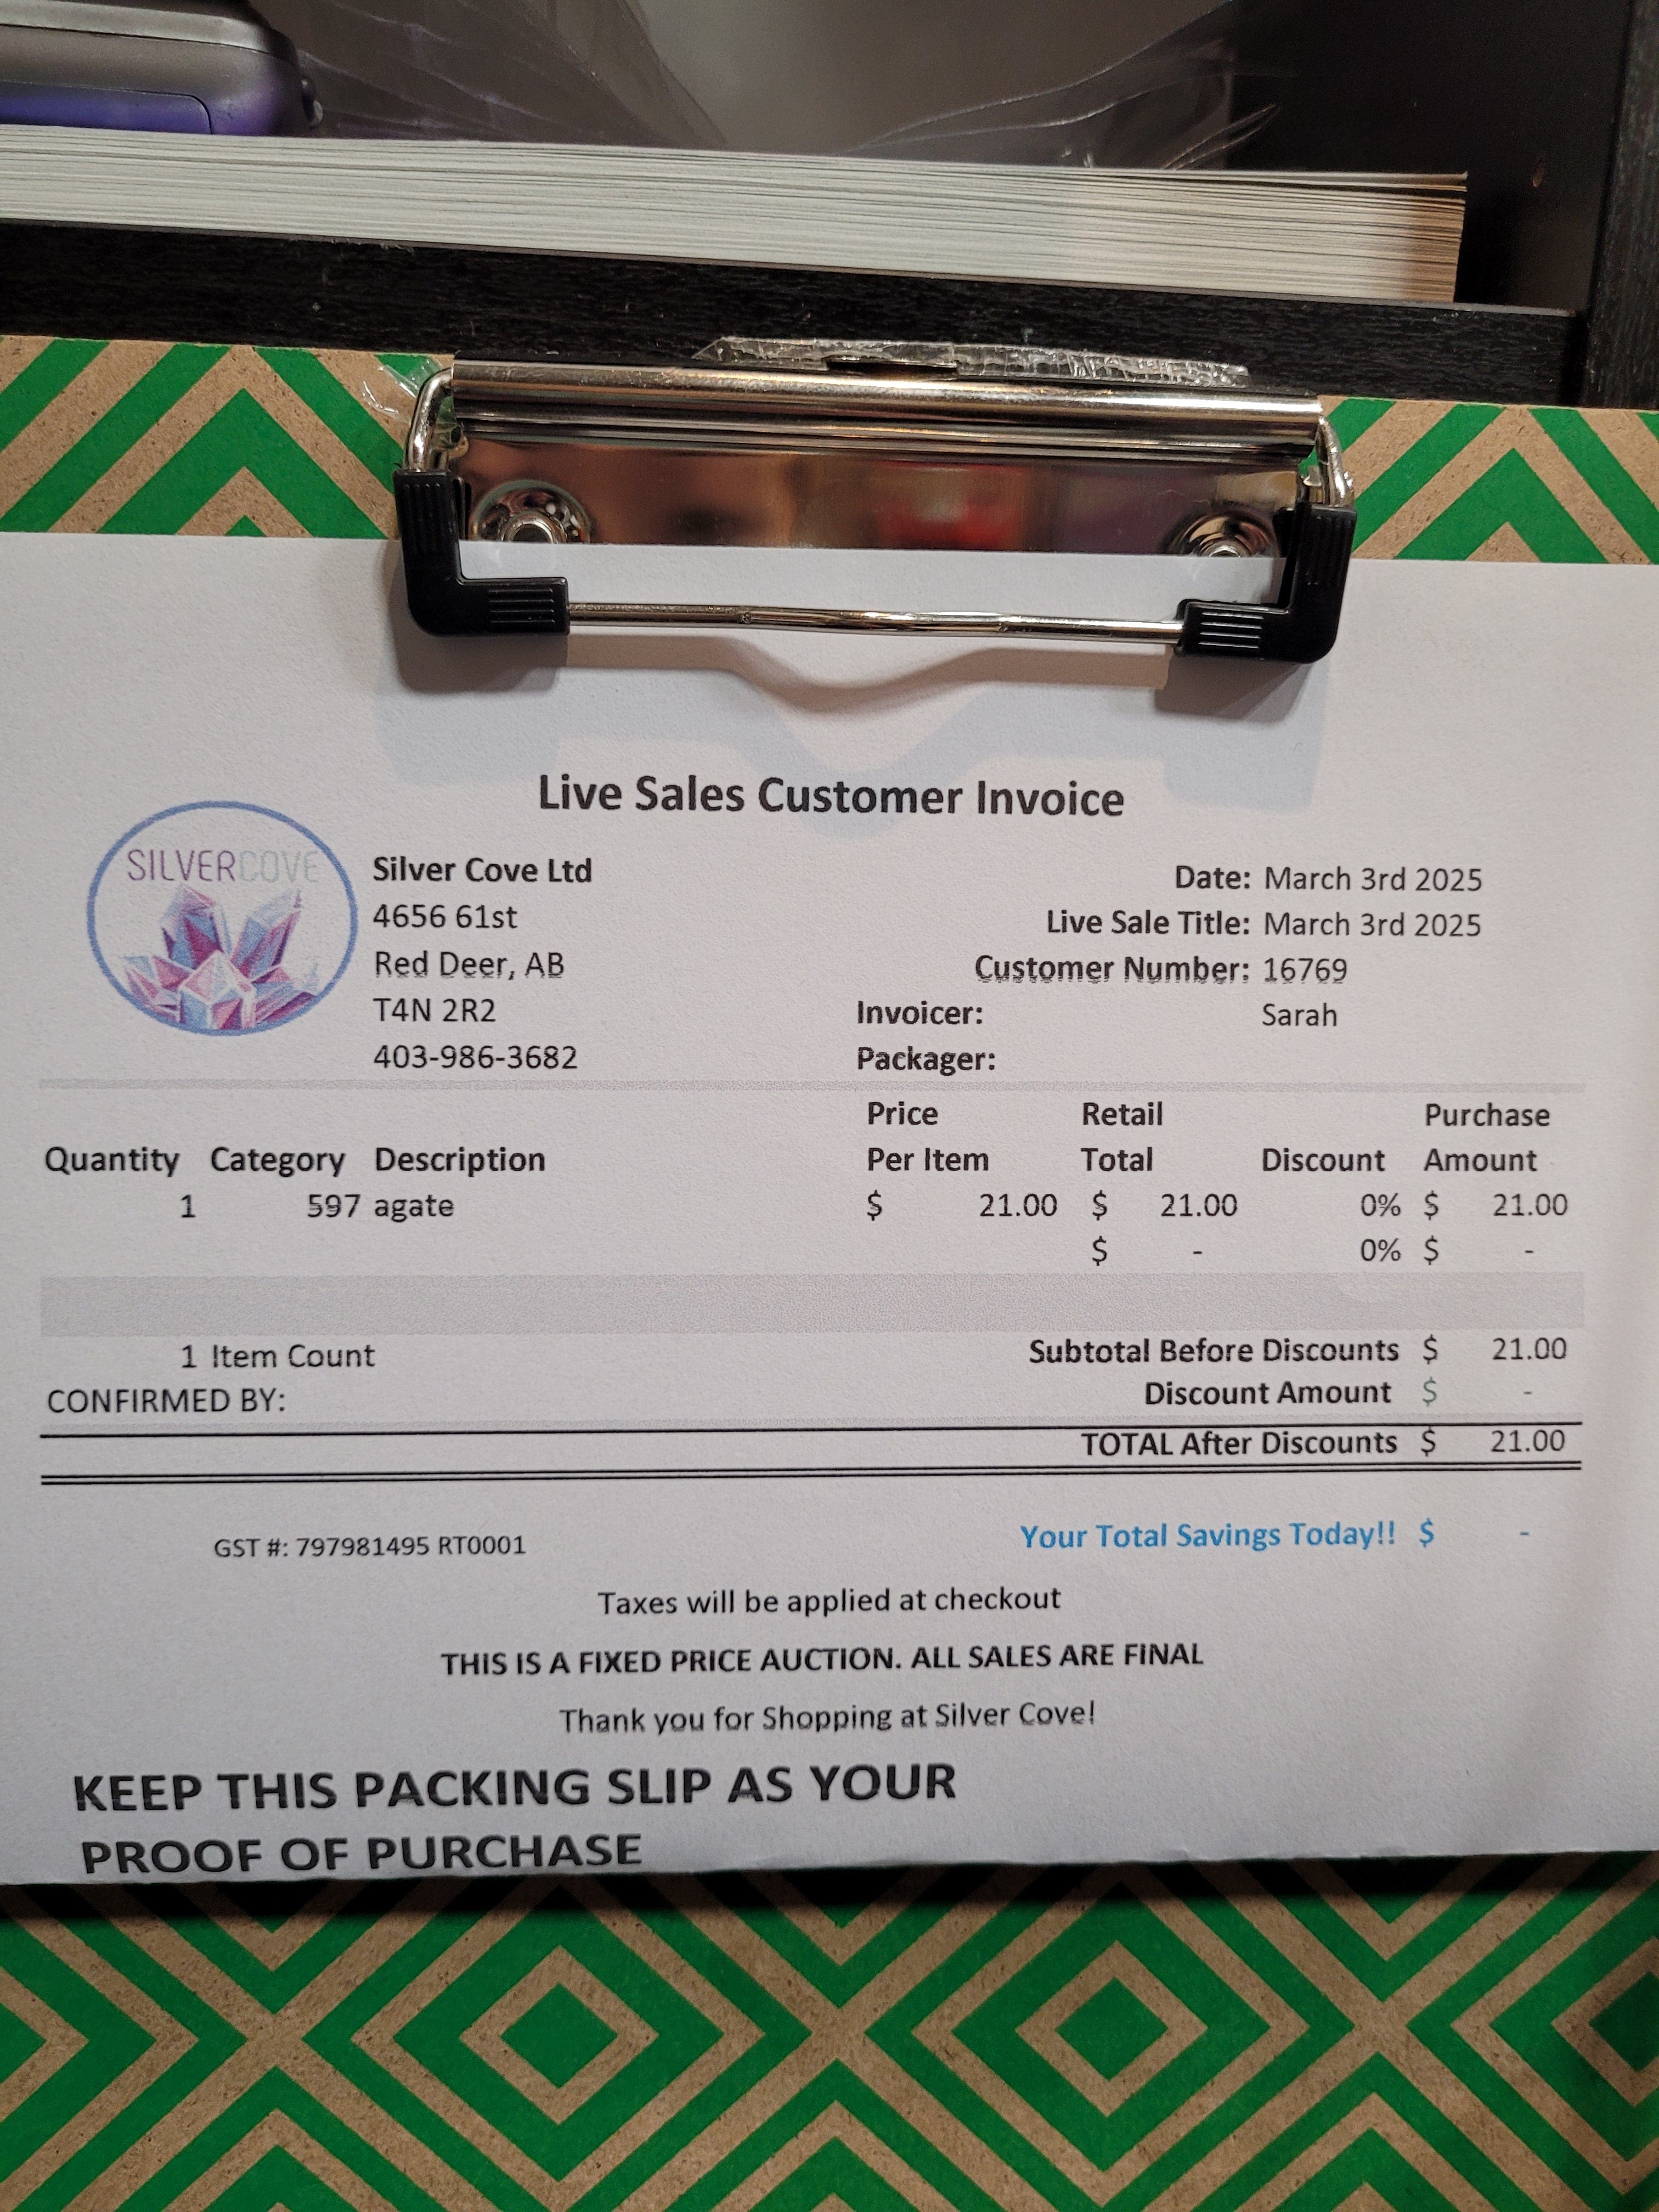 Live Sales Customer Invoice
SILVERCOVE
Silver Cove Ltd
4656 61st
Red Deer, AB
T4N 2R2
403-986-3682
Date: March 3rd 2025
Live Sale Title: March 3rd 2025
Customer Number: 16769
Invoicer: Sarah
Packager:
Quantity Category Description Price Per Item Retail Total Discount Purchase Amount
1 597 agate $ 21.00 $ 21.00 0% $ 21.00
$ - 0% $ -
1 Item Count
CONFIRMED BY:
Subtotal Before Discounts $ 21.00
Discount Amount $ -
TOTAL After Discounts $ 21.00
GST #: 797981495 RT0001
Your Total Savings Today!! $ -
Taxes will be applied at checkout
THIS IS A FIXED PRICE AUCTION. ALL SALES ARE FINAL
Thank you for Shopping at Silver Cove!
KEEP THIS PACKING SLIP AS YOUR
PROOF OF PURCHASE